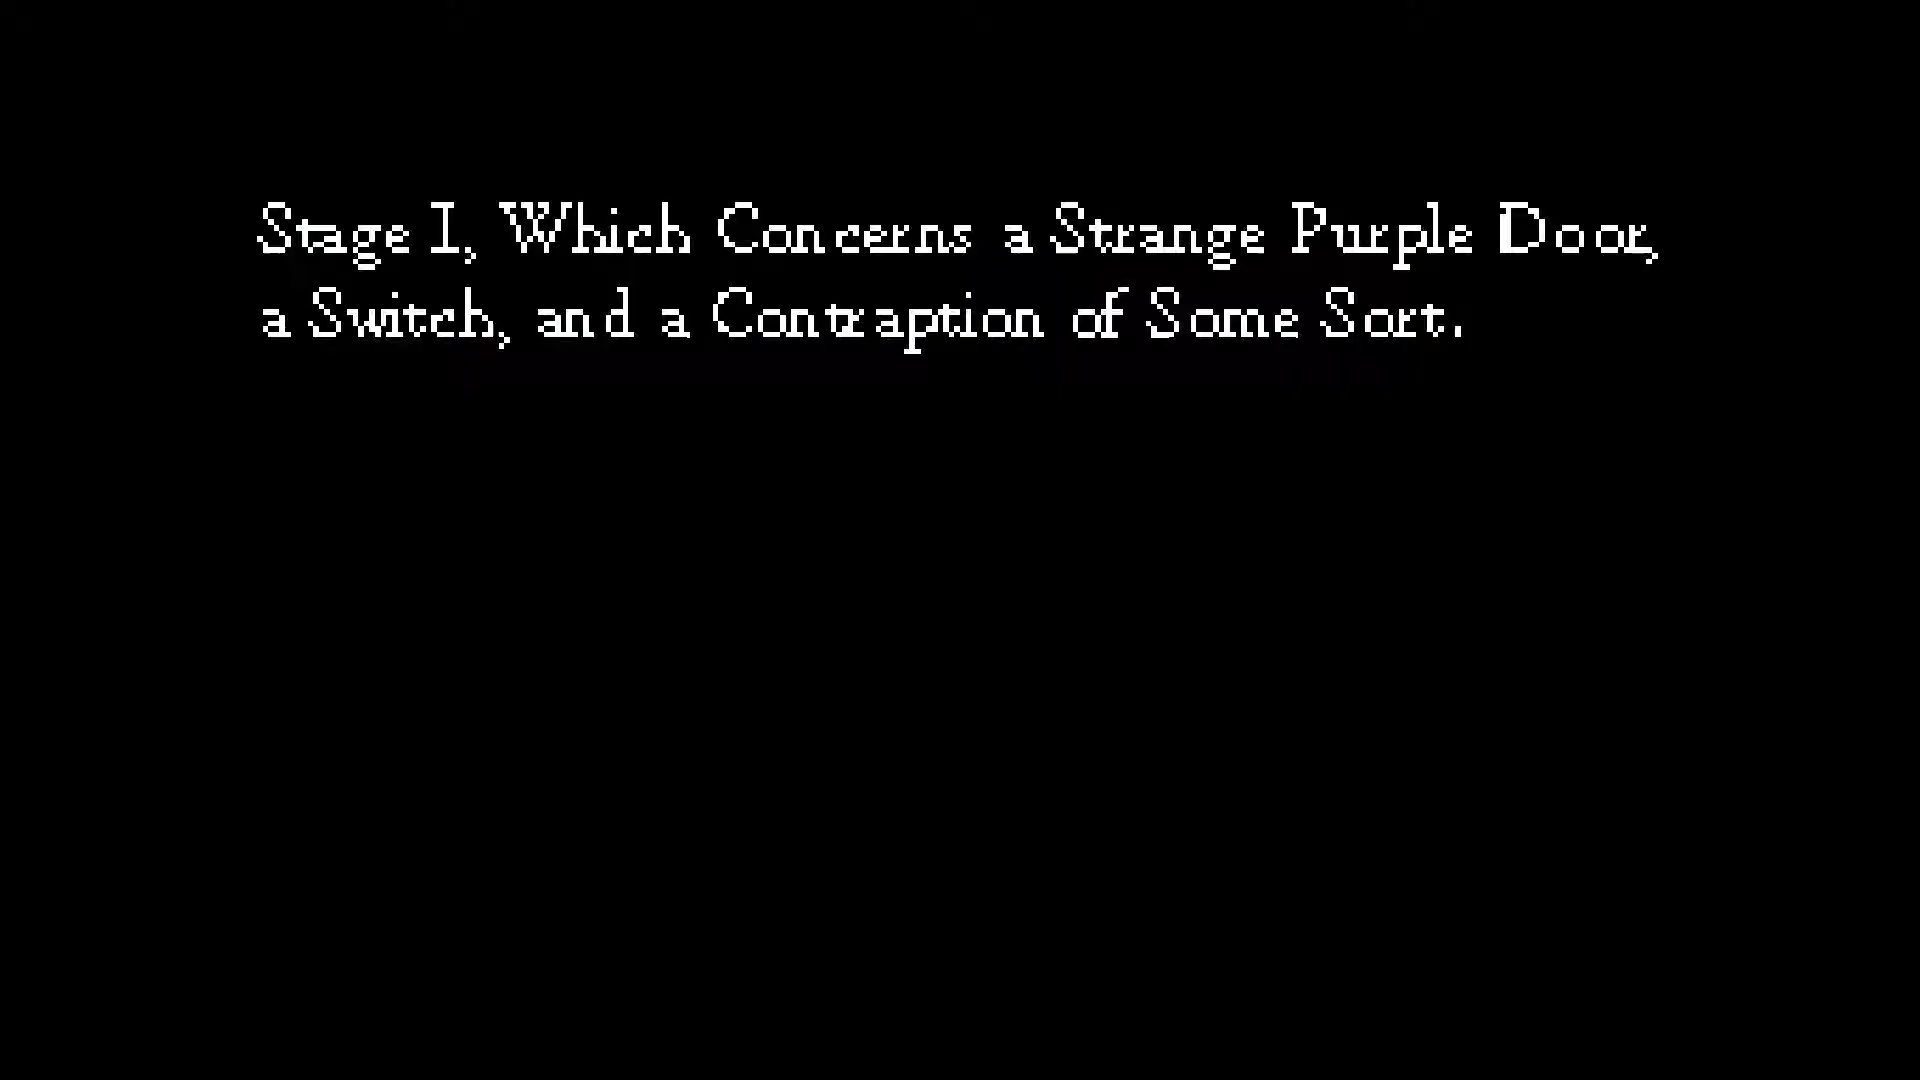 Stage I, Which Concerns a Strange Purple Door,
a Switch, and a Contraption of Some Sort.